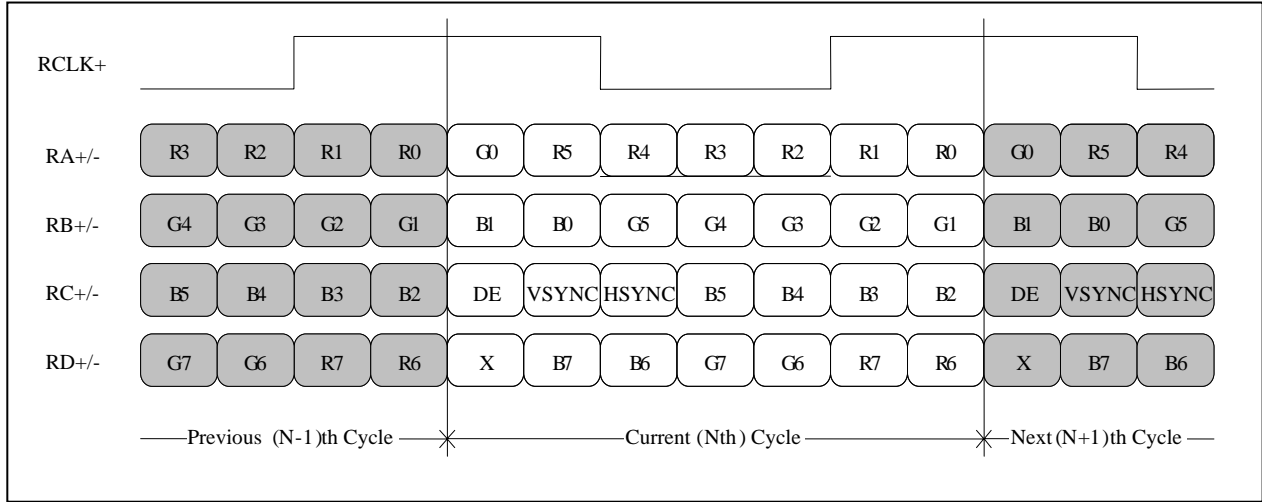 RCLK+
RA+/- R3 R2 R1 R0 G0 R5 R4 R3 R2 R1 R0 G0 R5 R4
RB+/- G4 G3 G2 G1 B1 B0 G5 G4 G3 G2 G1 B1 B0 G5
RC+/- B5 B4 B3 B2 DE VSYNC HSYNC B5 B4 B3 B2 DE VSYNC HSYNC
RD+/- G7 G6 R7 R6 X B7 B6 G7 G6 R7 R6 X B7 B6
Previous (N-1)th Cycle Current (Nth) Cycle Next (N+1)th Cycle